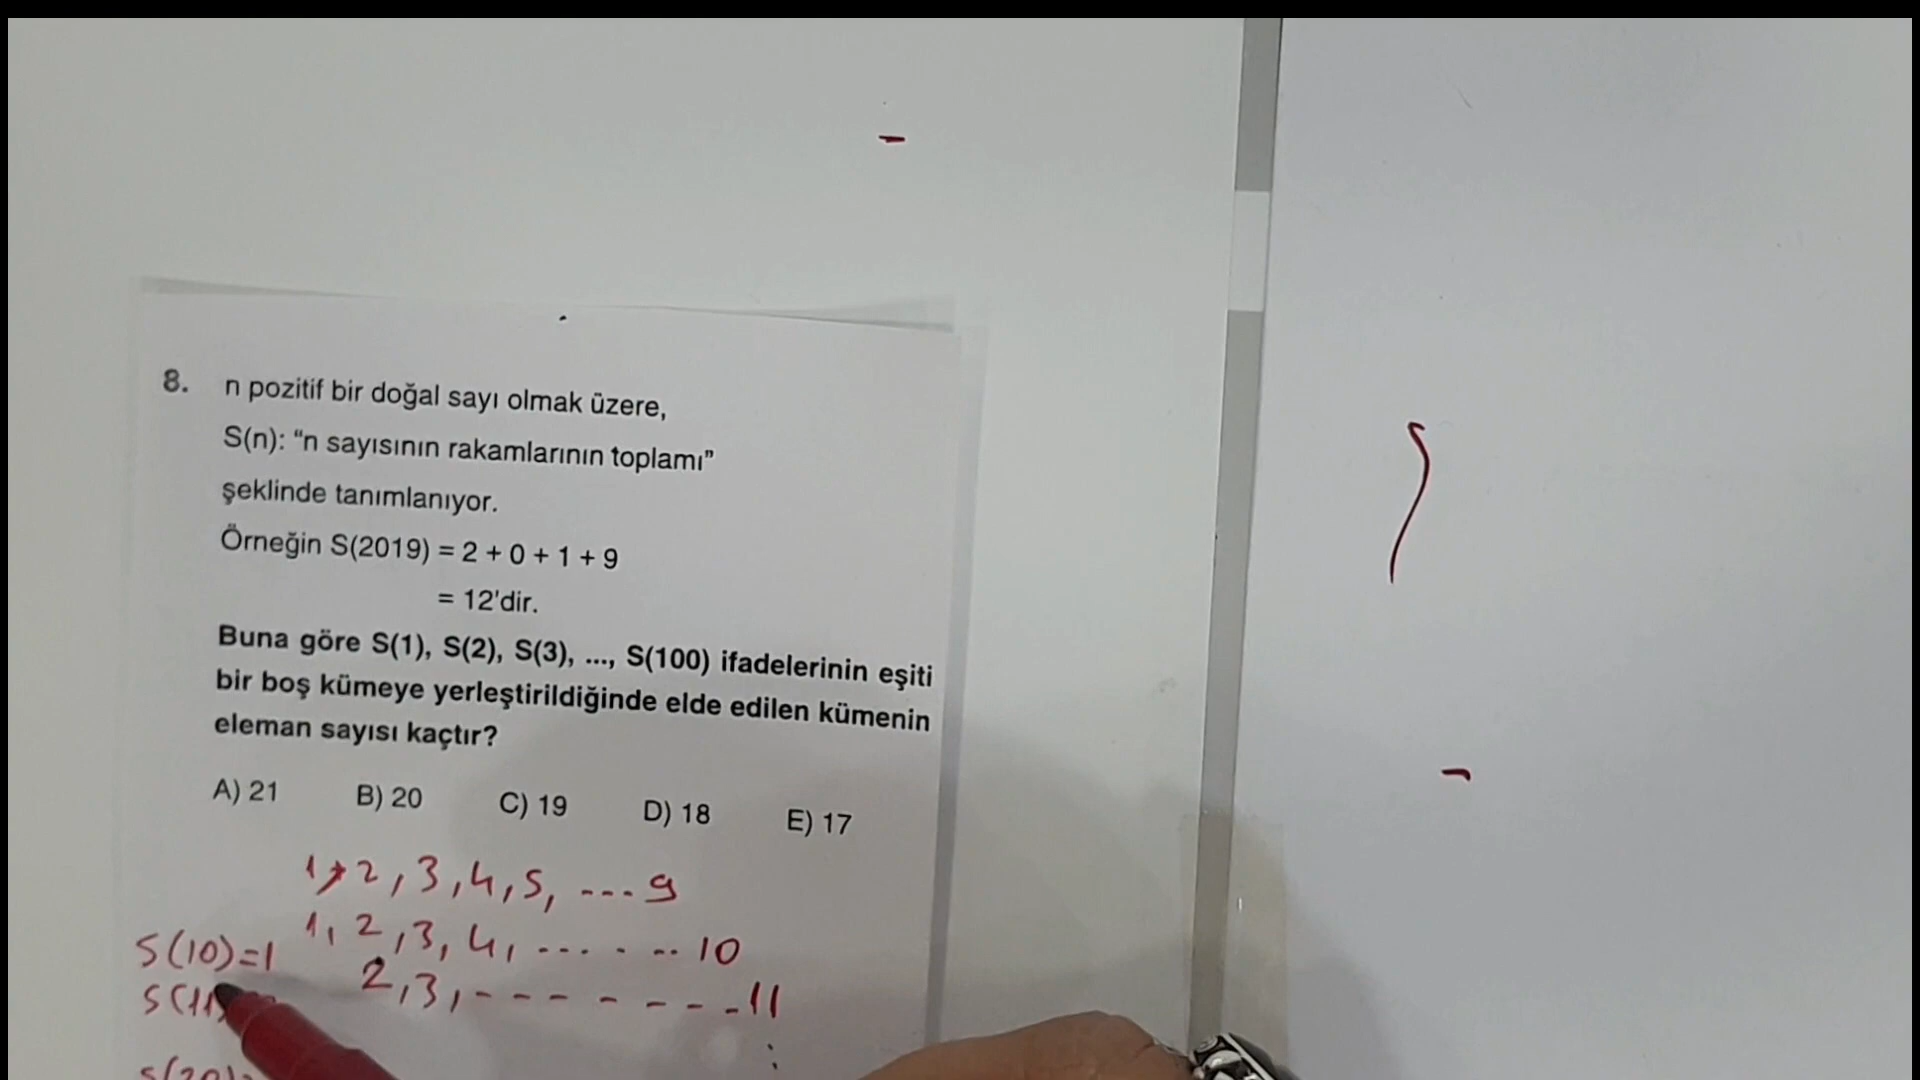 8. n pozitif bir doğal sayı olmak üzere,
S(n): “n sayısının rakamlarının toplamı”
şeklinde tanımlanıyor.
Örneğin S(2019) = 2 + 0 + 1 + 9
= 12'dir.
Buna göre S(1), S(2), S(3), ..., S(100) ifadelerinin eşiti
bir boş kümeye yerleştirildiğinde elde edilen kümenin
eleman sayısı kaçtır?
A) 21 B) 20 C) 19 D) 18 E) 17
1, 2, 3, 4, 5, ---- 9
1, 2, 3, 4, ---- · -·· 10
S(10)=1
2, 3, - - - - - - - 11
S(11)